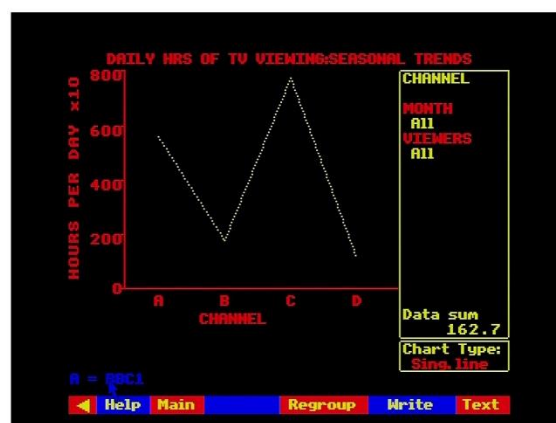 DAILY HRS OF TV VIEWING:SEASONAL TRENDS
HOURS PER DAY x10
800
600
400
200
0
A B C D
CHANNEL
CHANNEL
MONTH
All
VIEWERS
All
Data sum
162.7
Chart Type:
Sing.line
A = BBC1
Help Main Regroup Write Text